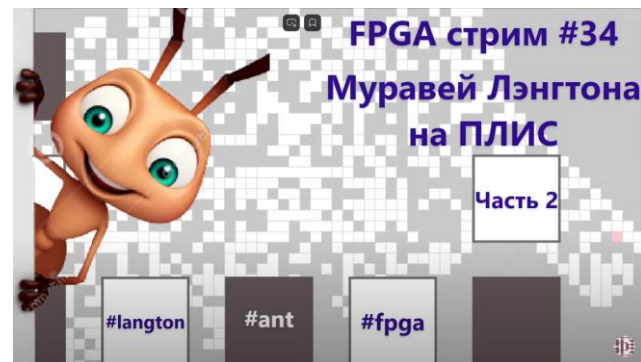 FPGA стрим #34
Муравей Лэнгтона
на ПЛИС
Часть 2
#langton
#ant
#fpga